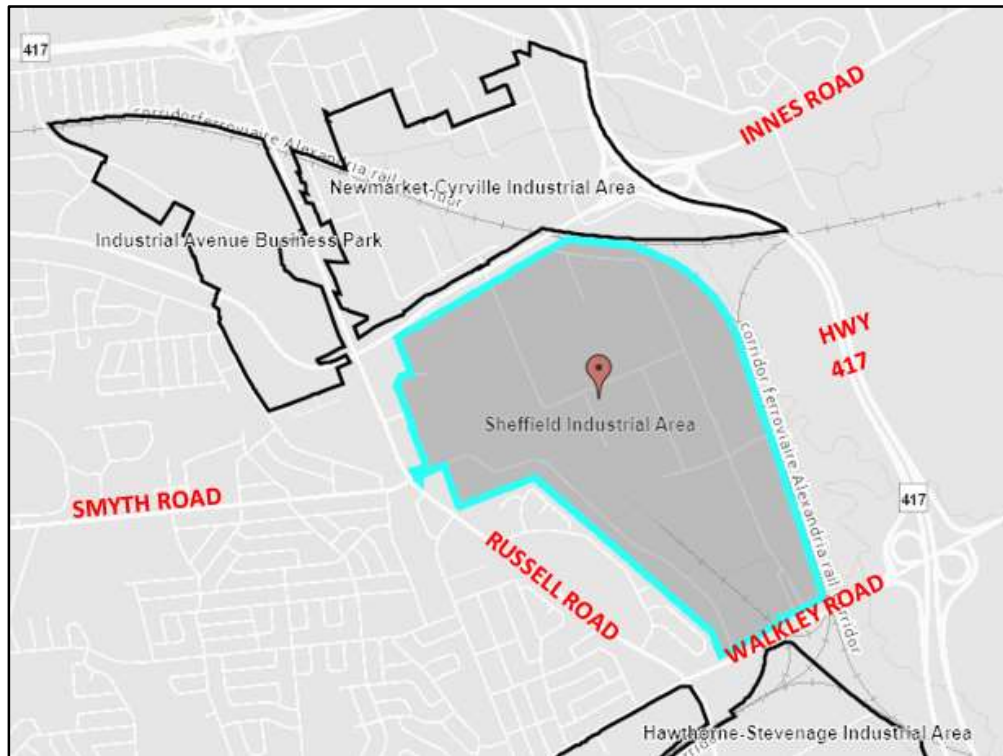 417
INNES ROAD
corridor ferroviaire Alexandria rail corridor
Newmarket-Cyrville Industrial Area
Industrial Avenue Business Park
HWY
417
corridor ferroviaire Alexandria rail corridor
Sheffield Industrial Area
SMYTH ROAD
417
RUSSELL ROAD
WALKLEY ROAD
Hawthorne-Stevenage Industrial Area